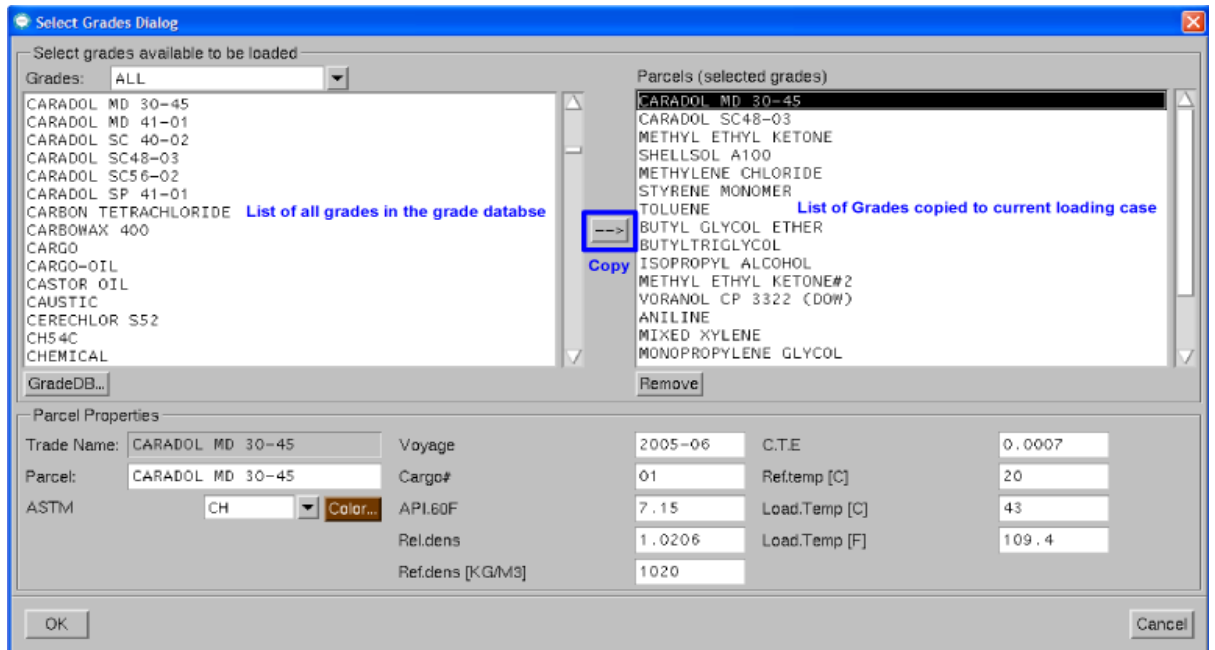 Select Grades Dialog
Select grades available to be loaded
Grades: ALL
CARADOL MD 30-45
CARADOL MD 41-01
CARADOL SC 40-02
CARADOL SC48-03
CARADOL SC56-02
CARADOL SP 41-01
CARBON TETRACHLORIDE List of all grades in the grade databse
CARBOWAX 400
CARGO
CARGO-OIL
CASTOR OIL
CAUSTIC
CERECHLOR S52
CH54C
CHEMICAL
GradeDB...
-->
Copy
Parcels (selected grades)
CARADOL MD 30-45
CARADOL SC48-03
METHYL ETHYL KETONE
SHELLSOL A100
METHYLENE CHLORIDE
STYRENE MONOMER
TOLUENE List of Grades copied to current loading case
BUTYL GLYCOL ETHER
BUTYLTRIGLYCOL
ISOPROPYL ALCOHOL
METHYL ETHYL KETONE#2
VORANOL CP 3322 (DOW)
ANILINE
MIXED XYLENE
MONOPROPYLENE GLYCOL
Remove
Parcel Properties
Trade Name: CARADOL MD 30-45 Voyage 2005-06 C.T.E 0.0007
Parcel: CARADOL MD 30-45 Cargo# 01 Ref.temp [C] 20
ASTM CH Color... API.60F 7.15 Load.Temp [C] 43
Rel.dens 1.0206 Load.Temp [F] 109.4
Ref.dens [KG/M3] 1020
OK Cancel